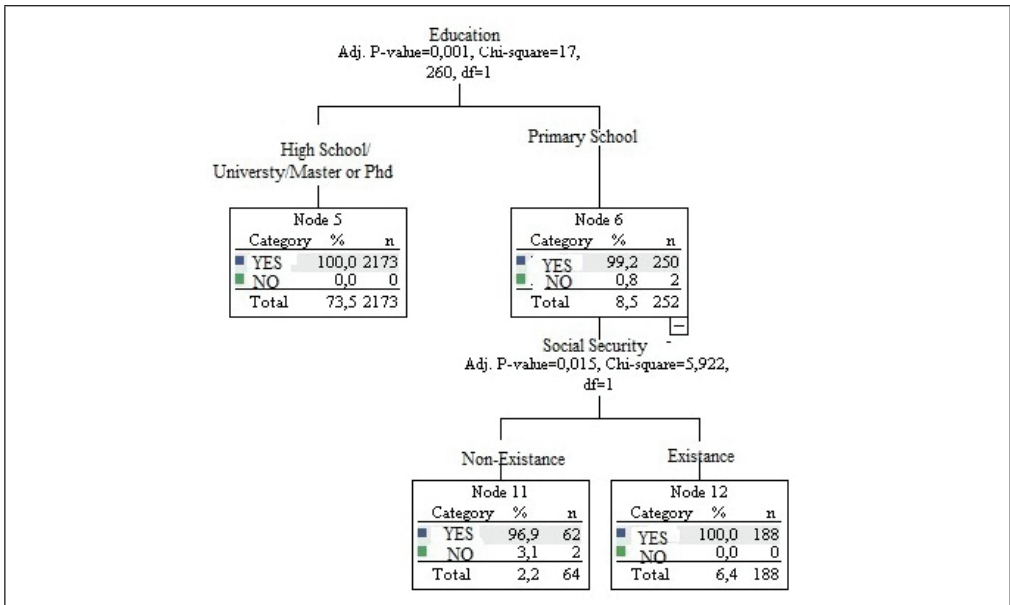 Education
Adj. P-value=0,001, Chi-square=17,
260, df=1
High School/
Universty/Master or Phd
Primary School
Node 5
Category % n
YES 100,0 2173
NO 0,0 0
Total 73,5 2173
Node 6
Category % n
YES 99,2 250
NO 0,8 2
Total 8,5 252
Social Security
Adj. P-value=0,015, Chi-square=5,922,
df=1
Non-Existance
Existance
Node 11
Category % n
YES 96,9 62
NO 3,1 2
Total 2,2 64
Node 12
Category % n
YES 100,0 188
NO 0,0 0
Total 6,4 188